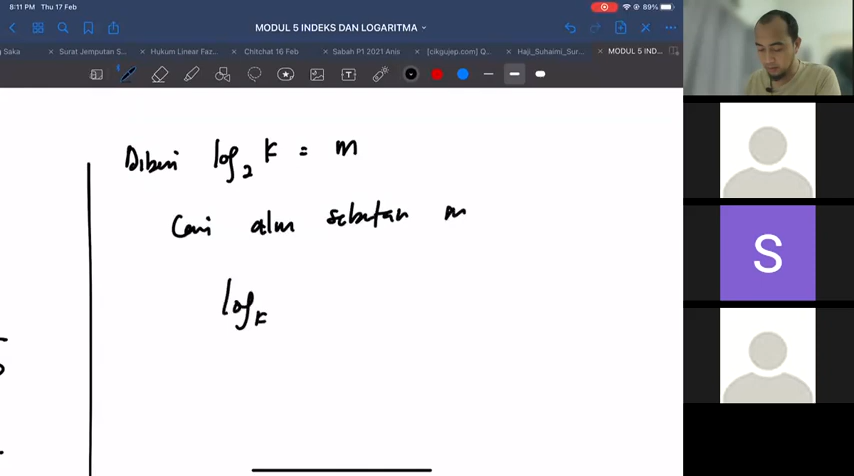 8:11 PM Thu 17 Feb 89%
MODUL 5 INDEKS DAN LOGARITMA
g Saka Surat Jemputan S... Hukum Linear Faz... Chitchat 16 Feb Sabah P1 2021 Anis [cikgujep.com] Q... Haji_Suhaimi_Sur... MODUL 5 IND...
Diberi log₂ k = m
Cari dlm sebutan m
logₖ
S